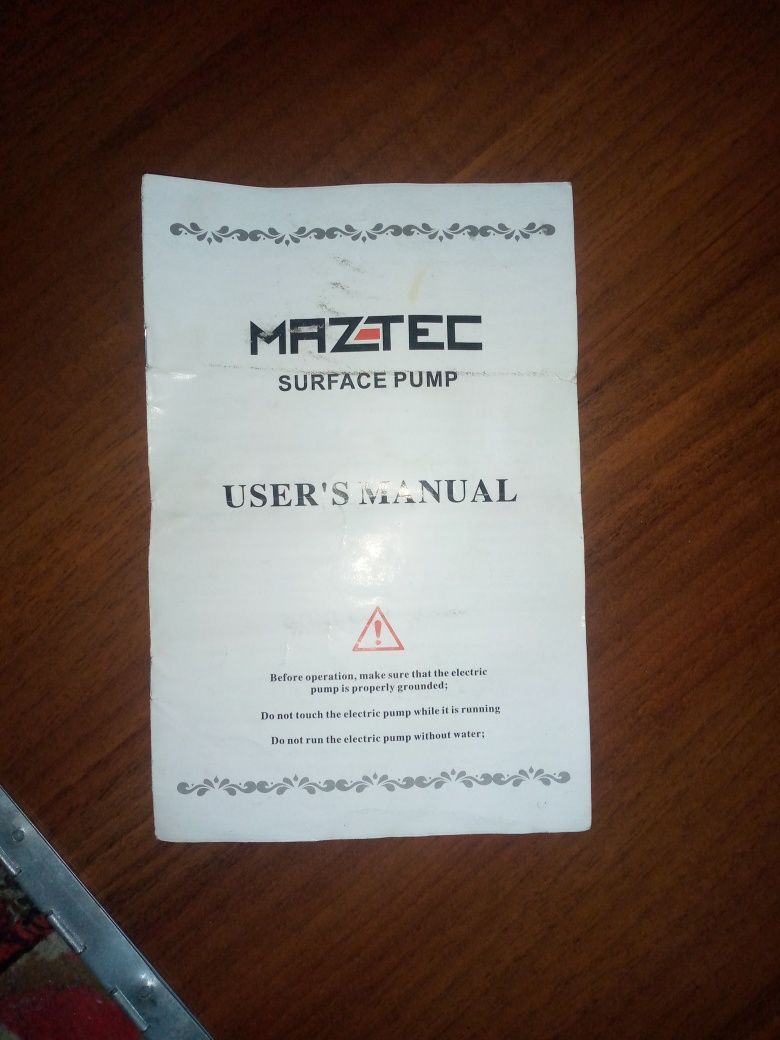 MAZTEC
SURFACE PUMP
USER'S MANUAL
Before operation, make sure that the electric
pump is properly grounded;
Do not touch the electric pump while it is running
Do not run the electric pump without water;